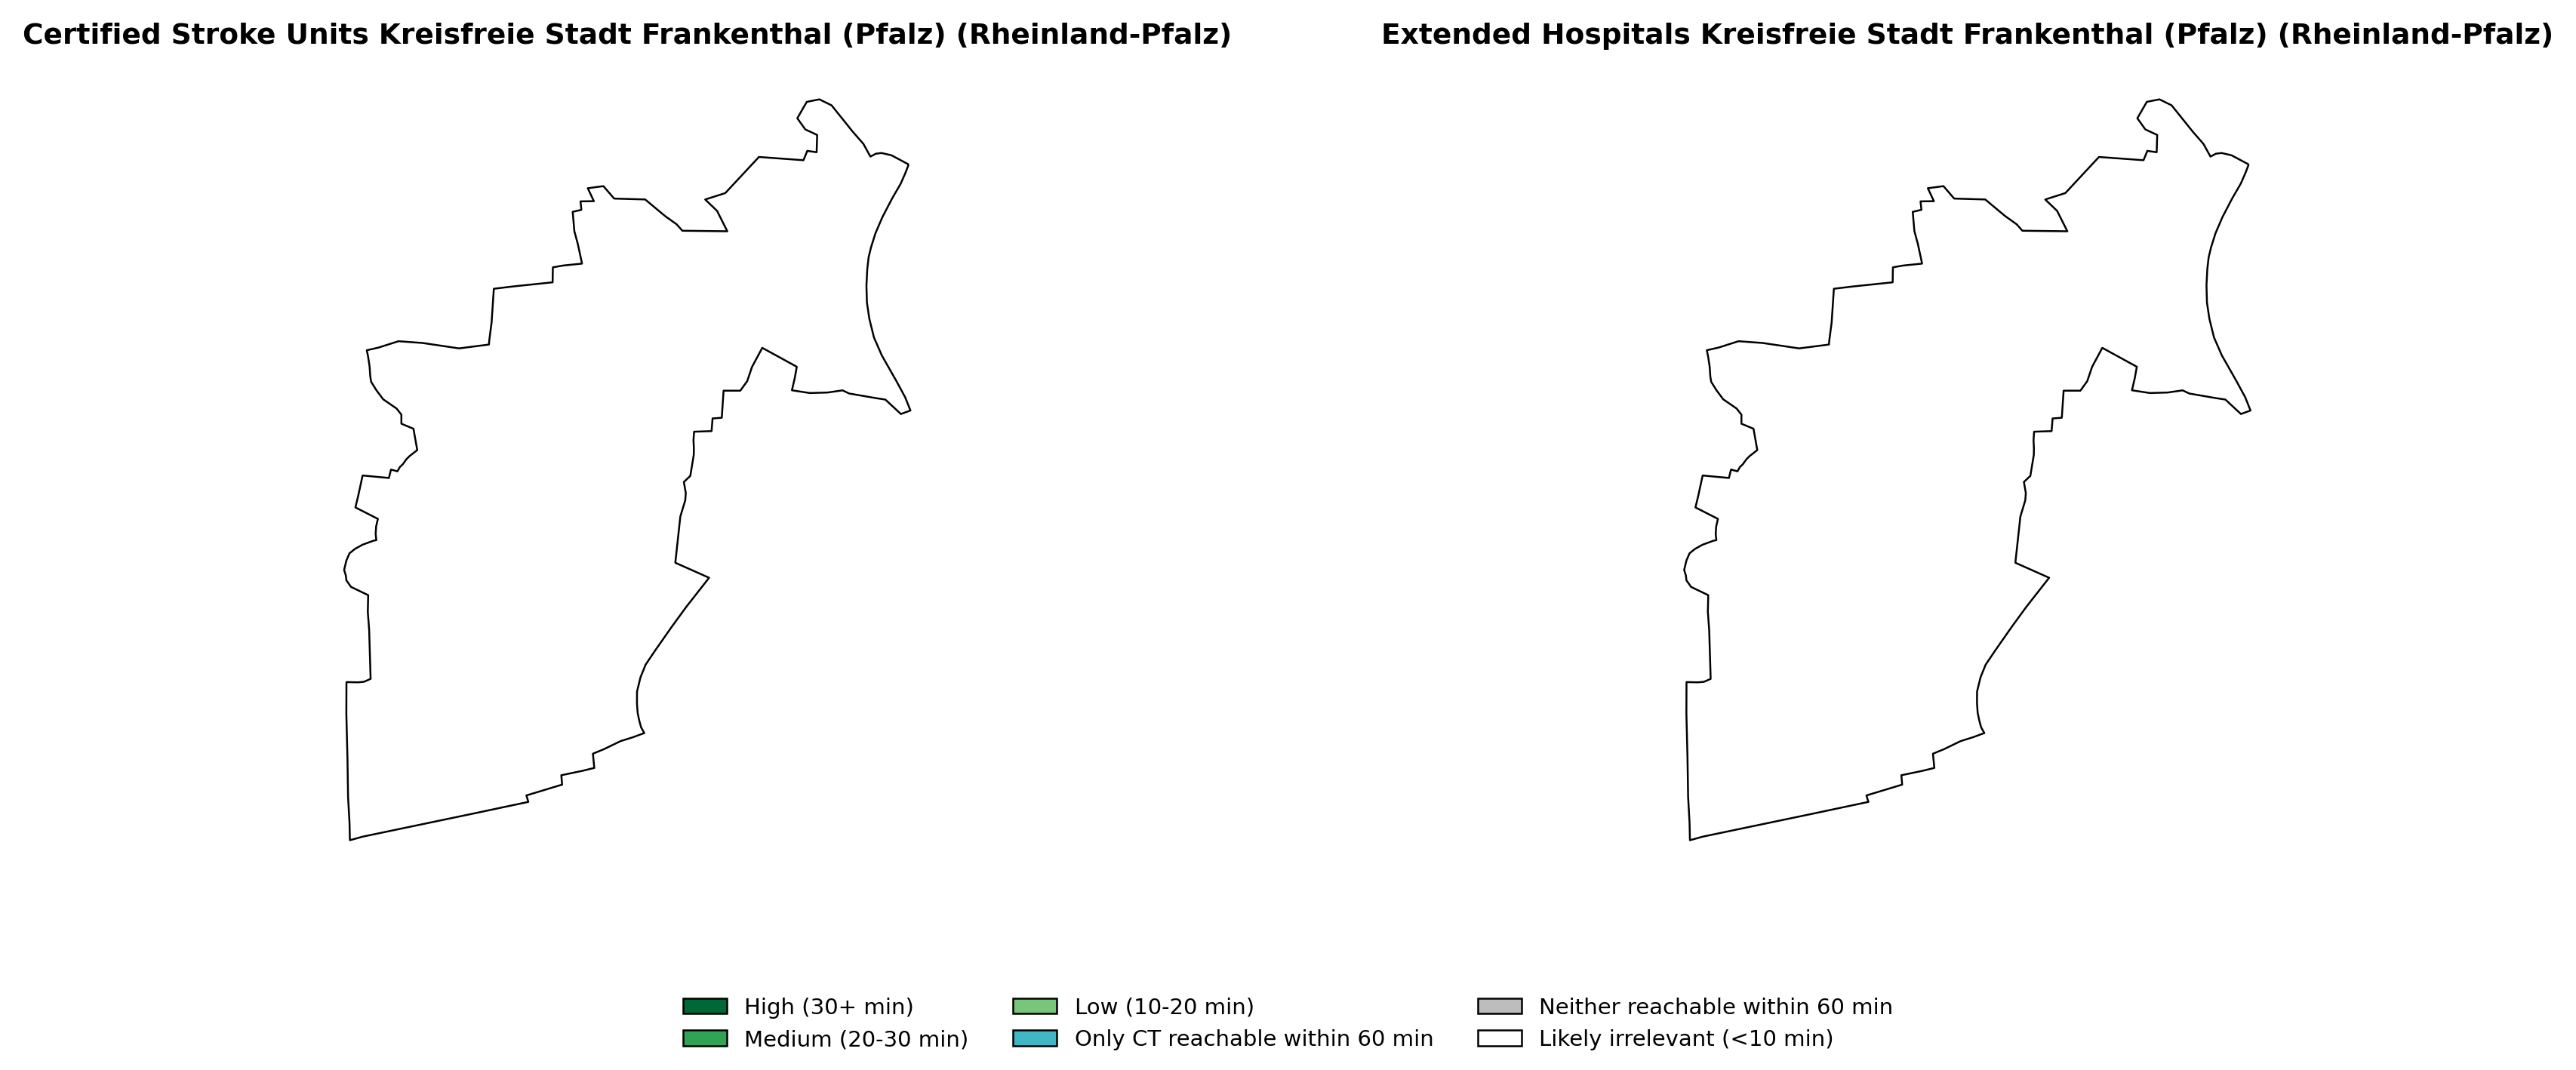 Certified Stroke Units Kreisfreie Stadt Frankenthal (Pfalz) (Rheinland-Pfalz)
Extended Hospitals Kreisfreie Stadt Frankenthal (Pfalz) (Rheinland-Pfalz)
High (30+ min)
Medium (20-30 min)
Low (10-20 min)
Only CT reachable within 60 min
Neither reachable within 60 min
Likely irrelevant (<10 min)